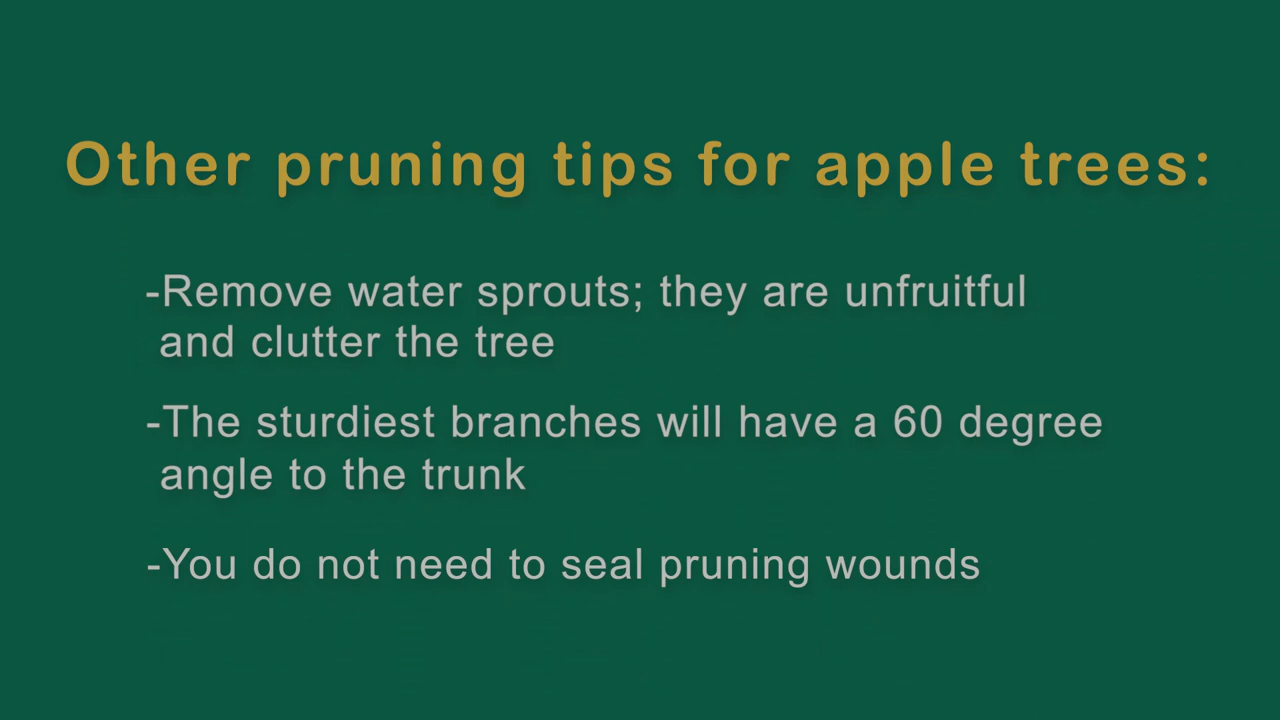 Other pruning tips for apple trees:
-Remove water sprouts; they are unfruitful
and clutter the tree
-The sturdiest branches will have a 60 degree
angle to the trunk
-You do not need to seal pruning wounds